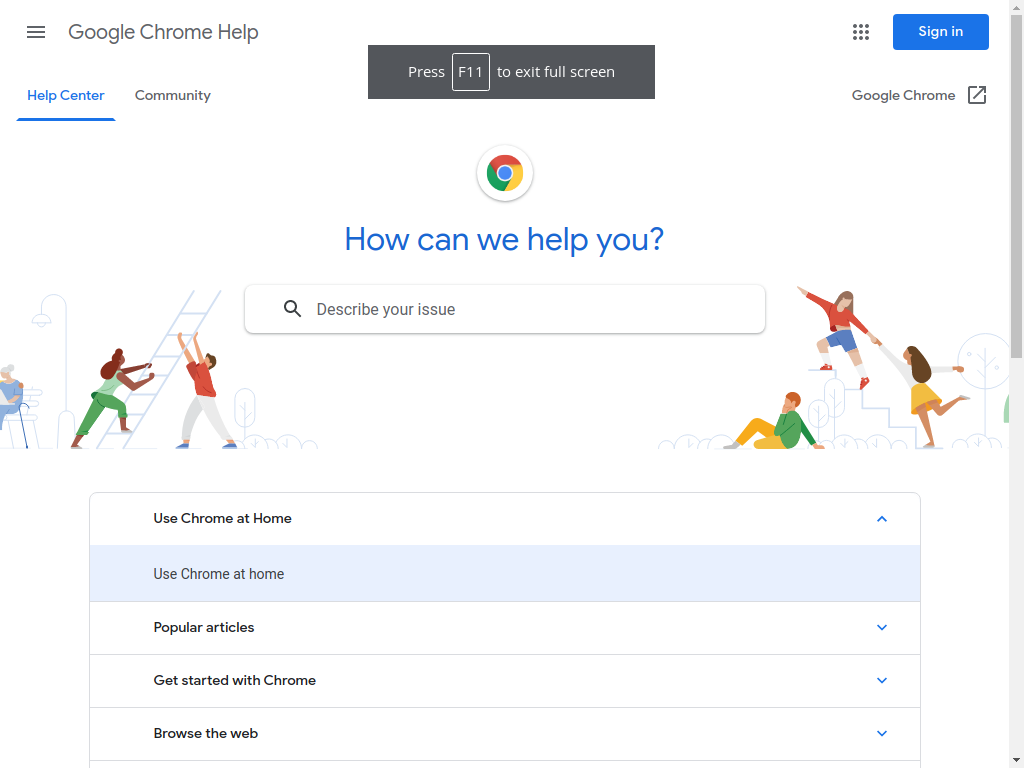 Google Chrome Help
Sign in
Press F11 to exit full screen
Help Center
Community
Google Chrome
How can we help you?
Describe your issue
Use Chrome at Home
Use Chrome at home
Popular articles
Get started with Chrome
Browse the web